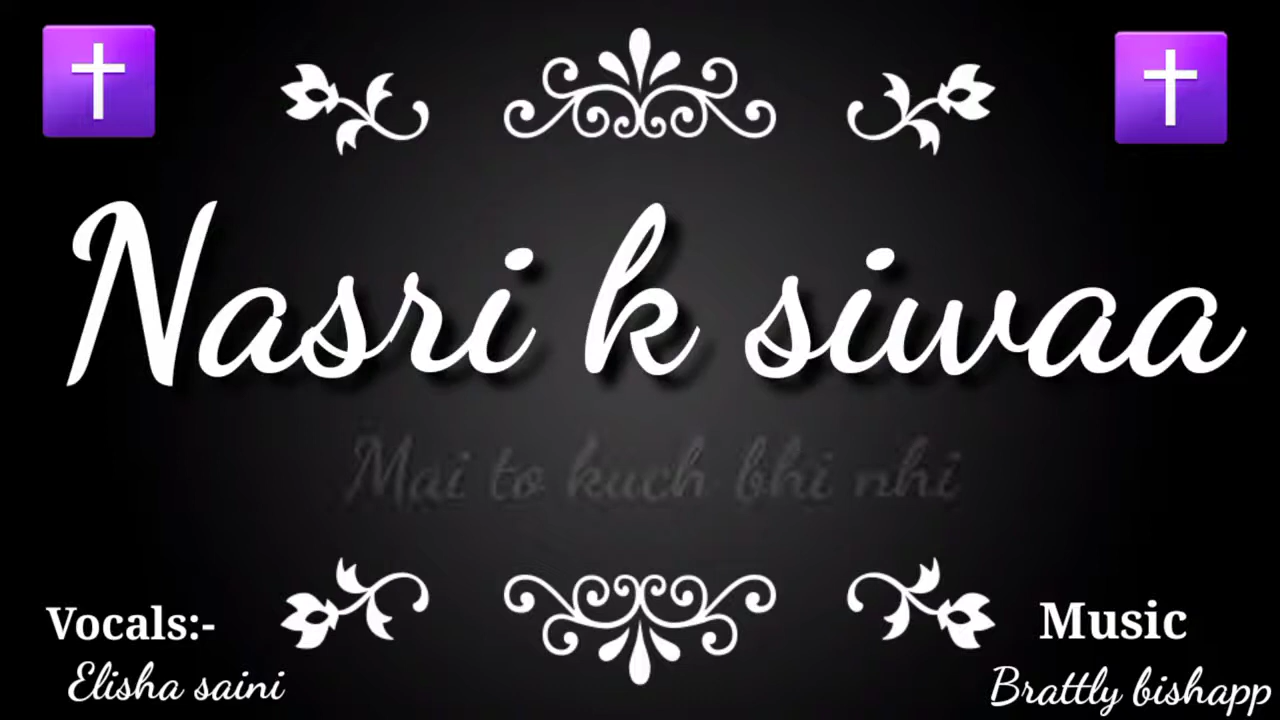 Nasri k siwaa
Mai to kuch bhi nhi
Vocals:-
Elisha saini
Music
Brattly bishapp